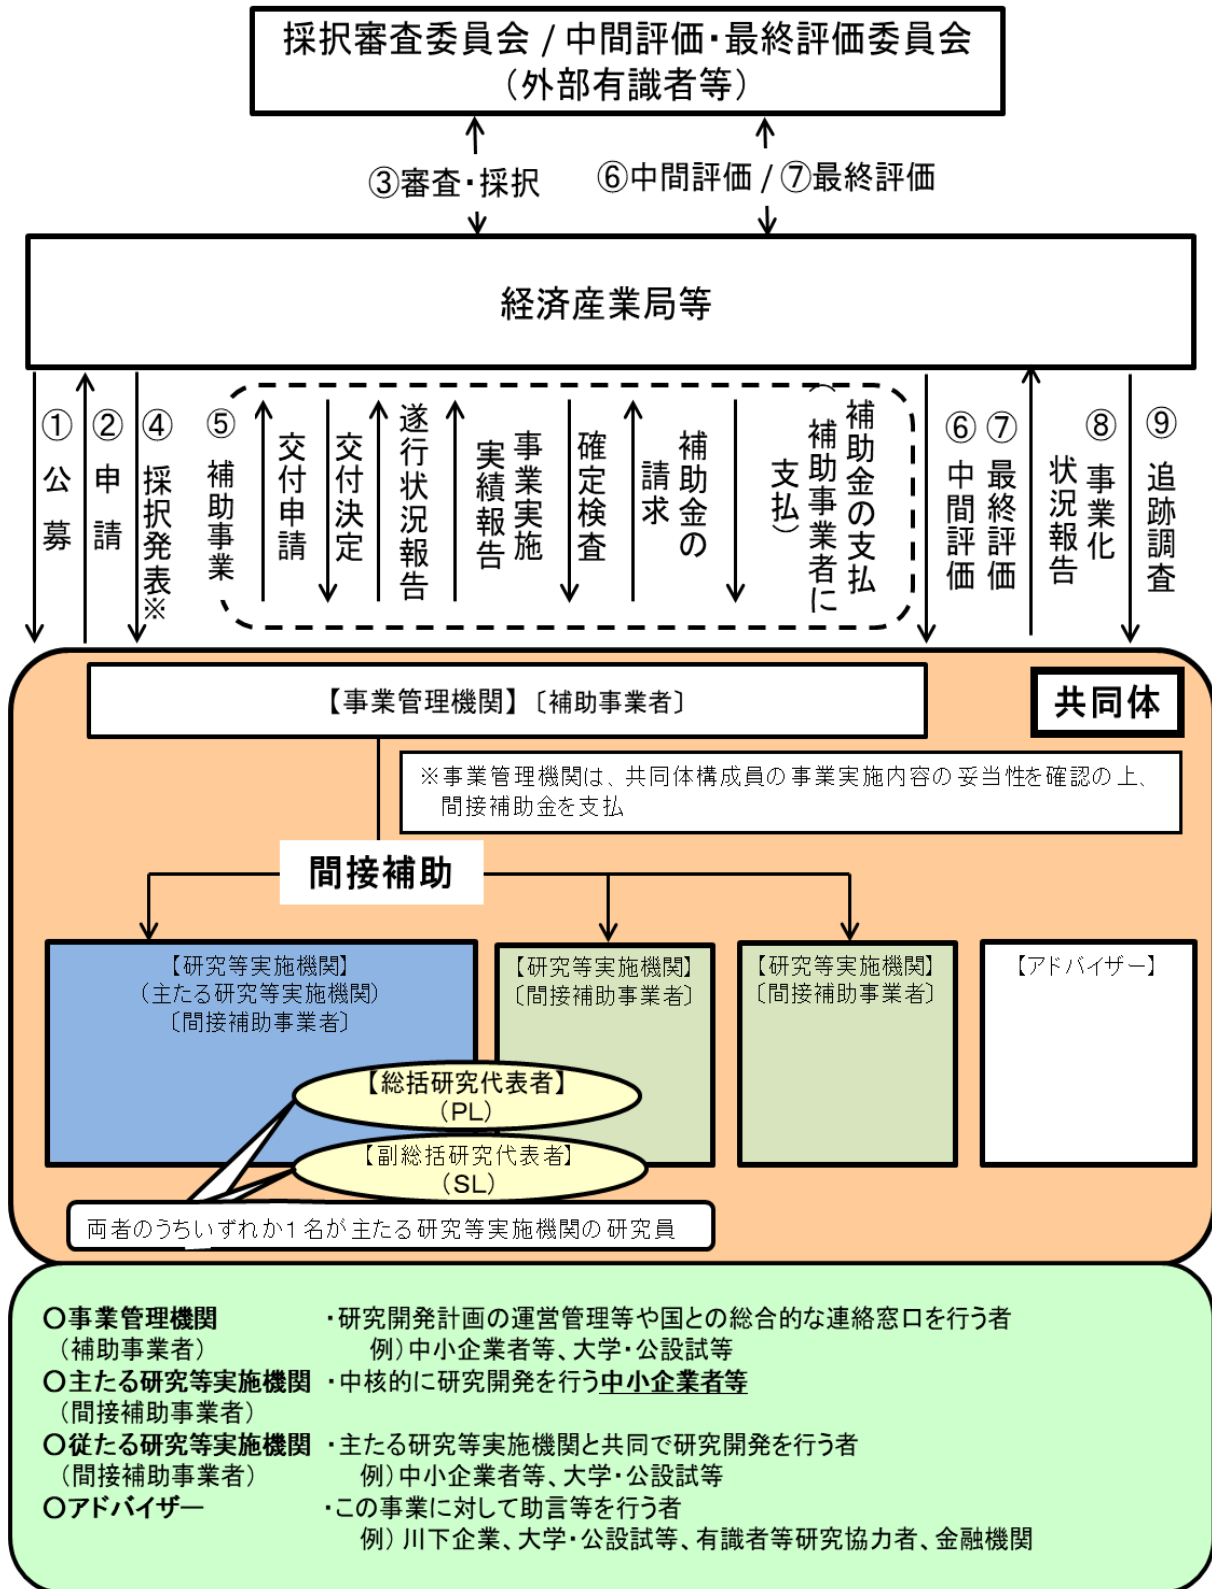 採択審査委員会 / 中間評価・最終評価委員会
（外部有識者等）
③審査・採択
⑥中間評価 / ⑦最終評価
経済産業局等
①公募
②申請
④採択発表※
⑤補助事業
交付申請
交付決定
遂行状況報告
事業実施
実績報告
確定検査
補助金の
請求
補助金の支払
（補助事業者に
支払）
⑥中間評価
⑦最終評価
⑧事業化
状況報告
⑨追跡調査
【事業管理機関】〔補助事業者〕
共同体
※事業管理機関は、共同体構成員の事業実施内容の妥当性を確認の上、
間接補助金を支払
間接補助
【研究等実施機関】
（主たる研究等実施機関）
〔間接補助事業者〕
【研究等実施機関】
〔間接補助事業者〕
【研究等実施機関】
〔間接補助事業者〕
【アドバイザー】
【総括研究代表者】
（PL）
【副総括研究代表者】
（SL）
両者のうちいずれか１名が主たる研究等実施機関の研究員
○事業管理機関 ・研究開発計画の運営管理等や国との総合的な連絡窓口を行う者
（補助事業者） 例）中小企業者等、大学・公設試等
○主たる研究等実施機関 ・中核的に研究開発を行う中小企業者等
（間接補助事業者）
○従たる研究等実施機関 ・主たる研究等実施機関と共同で研究開発を行う者
（間接補助事業者） 例）中小企業者等、大学・公設試等
○アドバイザー ・この事業に対して助言等を行う者
例）川下企業、大学・公設試等、有識者等研究協力者、金融機関